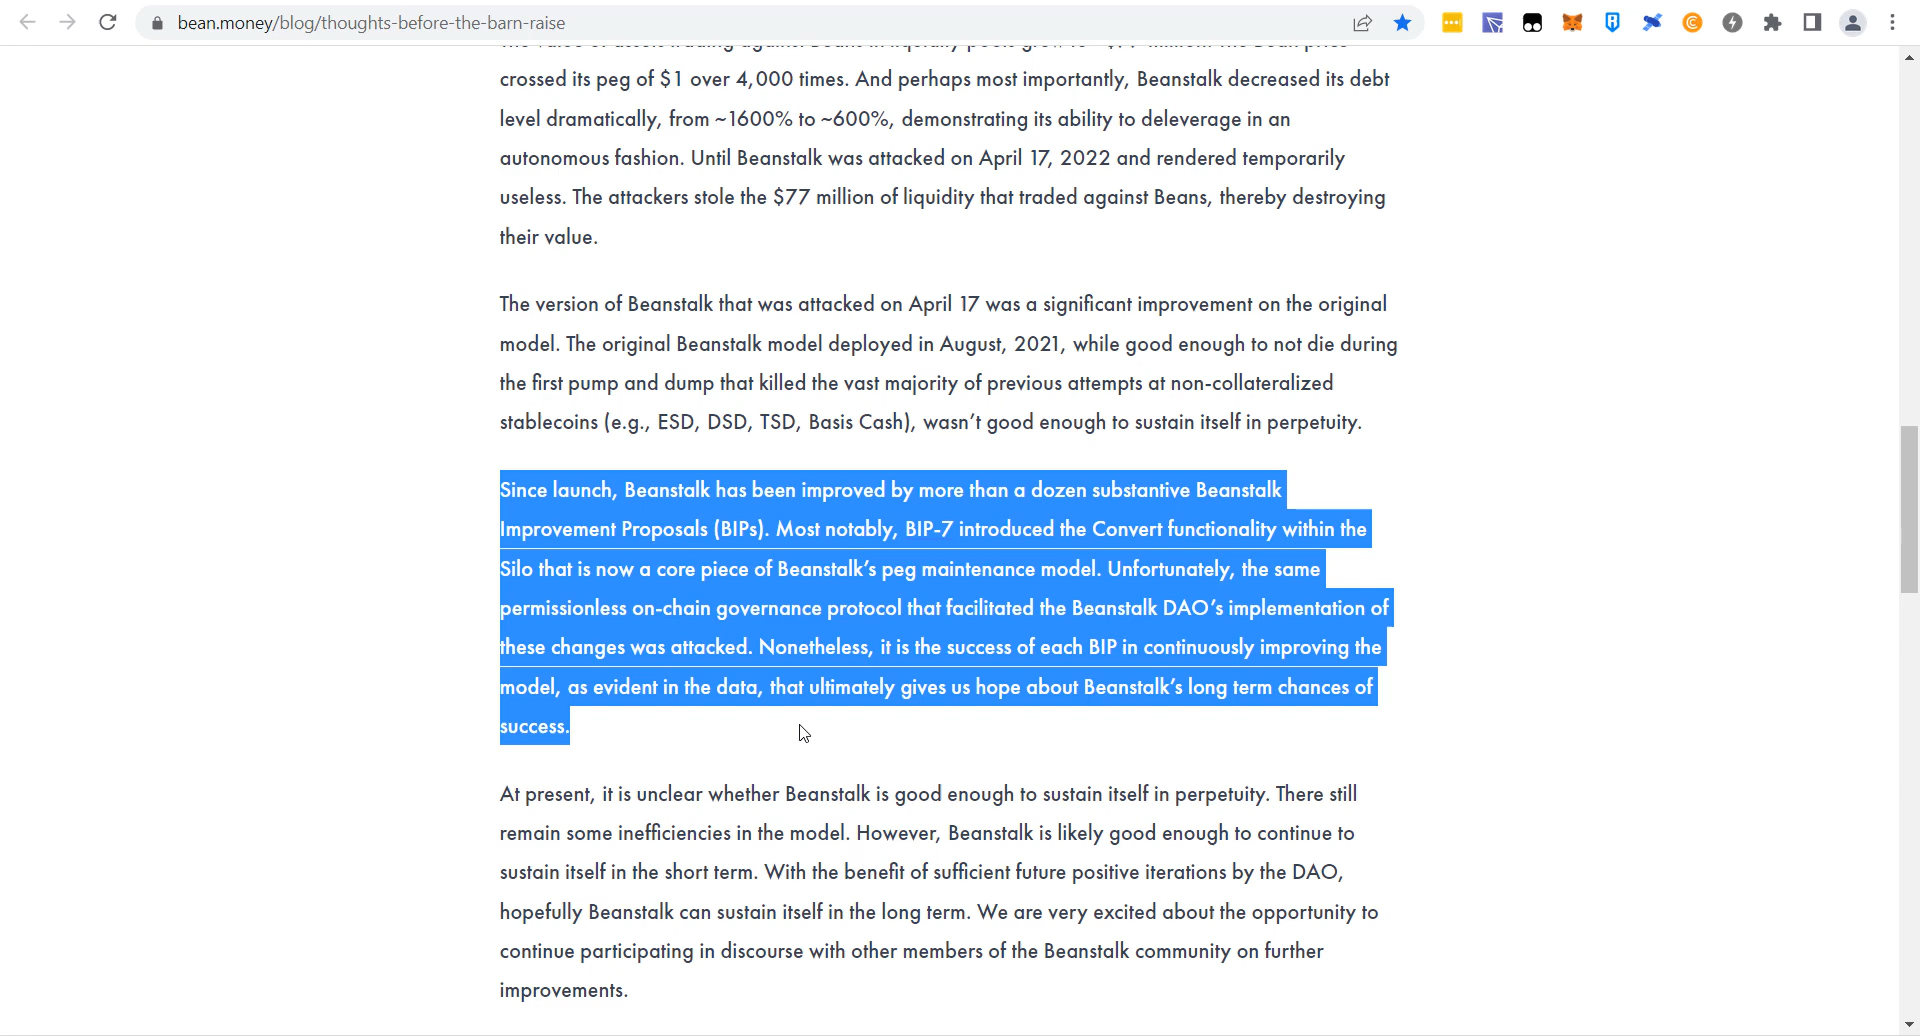 bean.money/blog/thoughts-before-the-barn-raise
crossed its peg of $1 over 4,000 times. And perhaps most importantly, Beanstalk decreased its debt
level dramatically, from ~1600% to ~600%, demonstrating its ability to deleverage in an
autonomous fashion. Until Beanstalk was attacked on April 17, 2022 and rendered temporarily
useless. The attackers stole the $77 million of liquidity that traded against Beans, thereby destroying
their value.
The version of Beanstalk that was attacked on April 17 was a significant improvement on the original
model. The original Beanstalk model deployed in August, 2021, while good enough to not die during
the first pump and dump that killed the vast majority of previous attempts at non-collateralized
stablecoins (e.g., ESD, DSD, TSD, Basis Cash), wasn’t good enough to sustain itself in perpetuity.
Since launch, Beanstalk has been improved by more than a dozen substantive Beanstalk
Improvement Proposals (BIPs). Most notably, BIP-7 introduced the Convert functionality within the
Silo that is now a core piece of Beanstalk’s peg maintenance model. Unfortunately, the same
permissionless on-chain governance protocol that facilitated the Beanstalk DAO’s implementation of
these changes was attacked. Nonetheless, it is the success of each BIP in continuously improving the
model, as evident in the data, that ultimately gives us hope about Beanstalk’s long term chances of
success.
At present, it is unclear whether Beanstalk is good enough to sustain itself in perpetuity. There still
remain some inefficiencies in the model. However, Beanstalk is likely good enough to continue to
sustain itself in the short term. With the benefit of sufficient future positive iterations by the DAO,
hopefully Beanstalk can sustain itself in the long term. We are very excited about the opportunity to
continue participating in discourse with other members of the Beanstalk community on further
improvements.